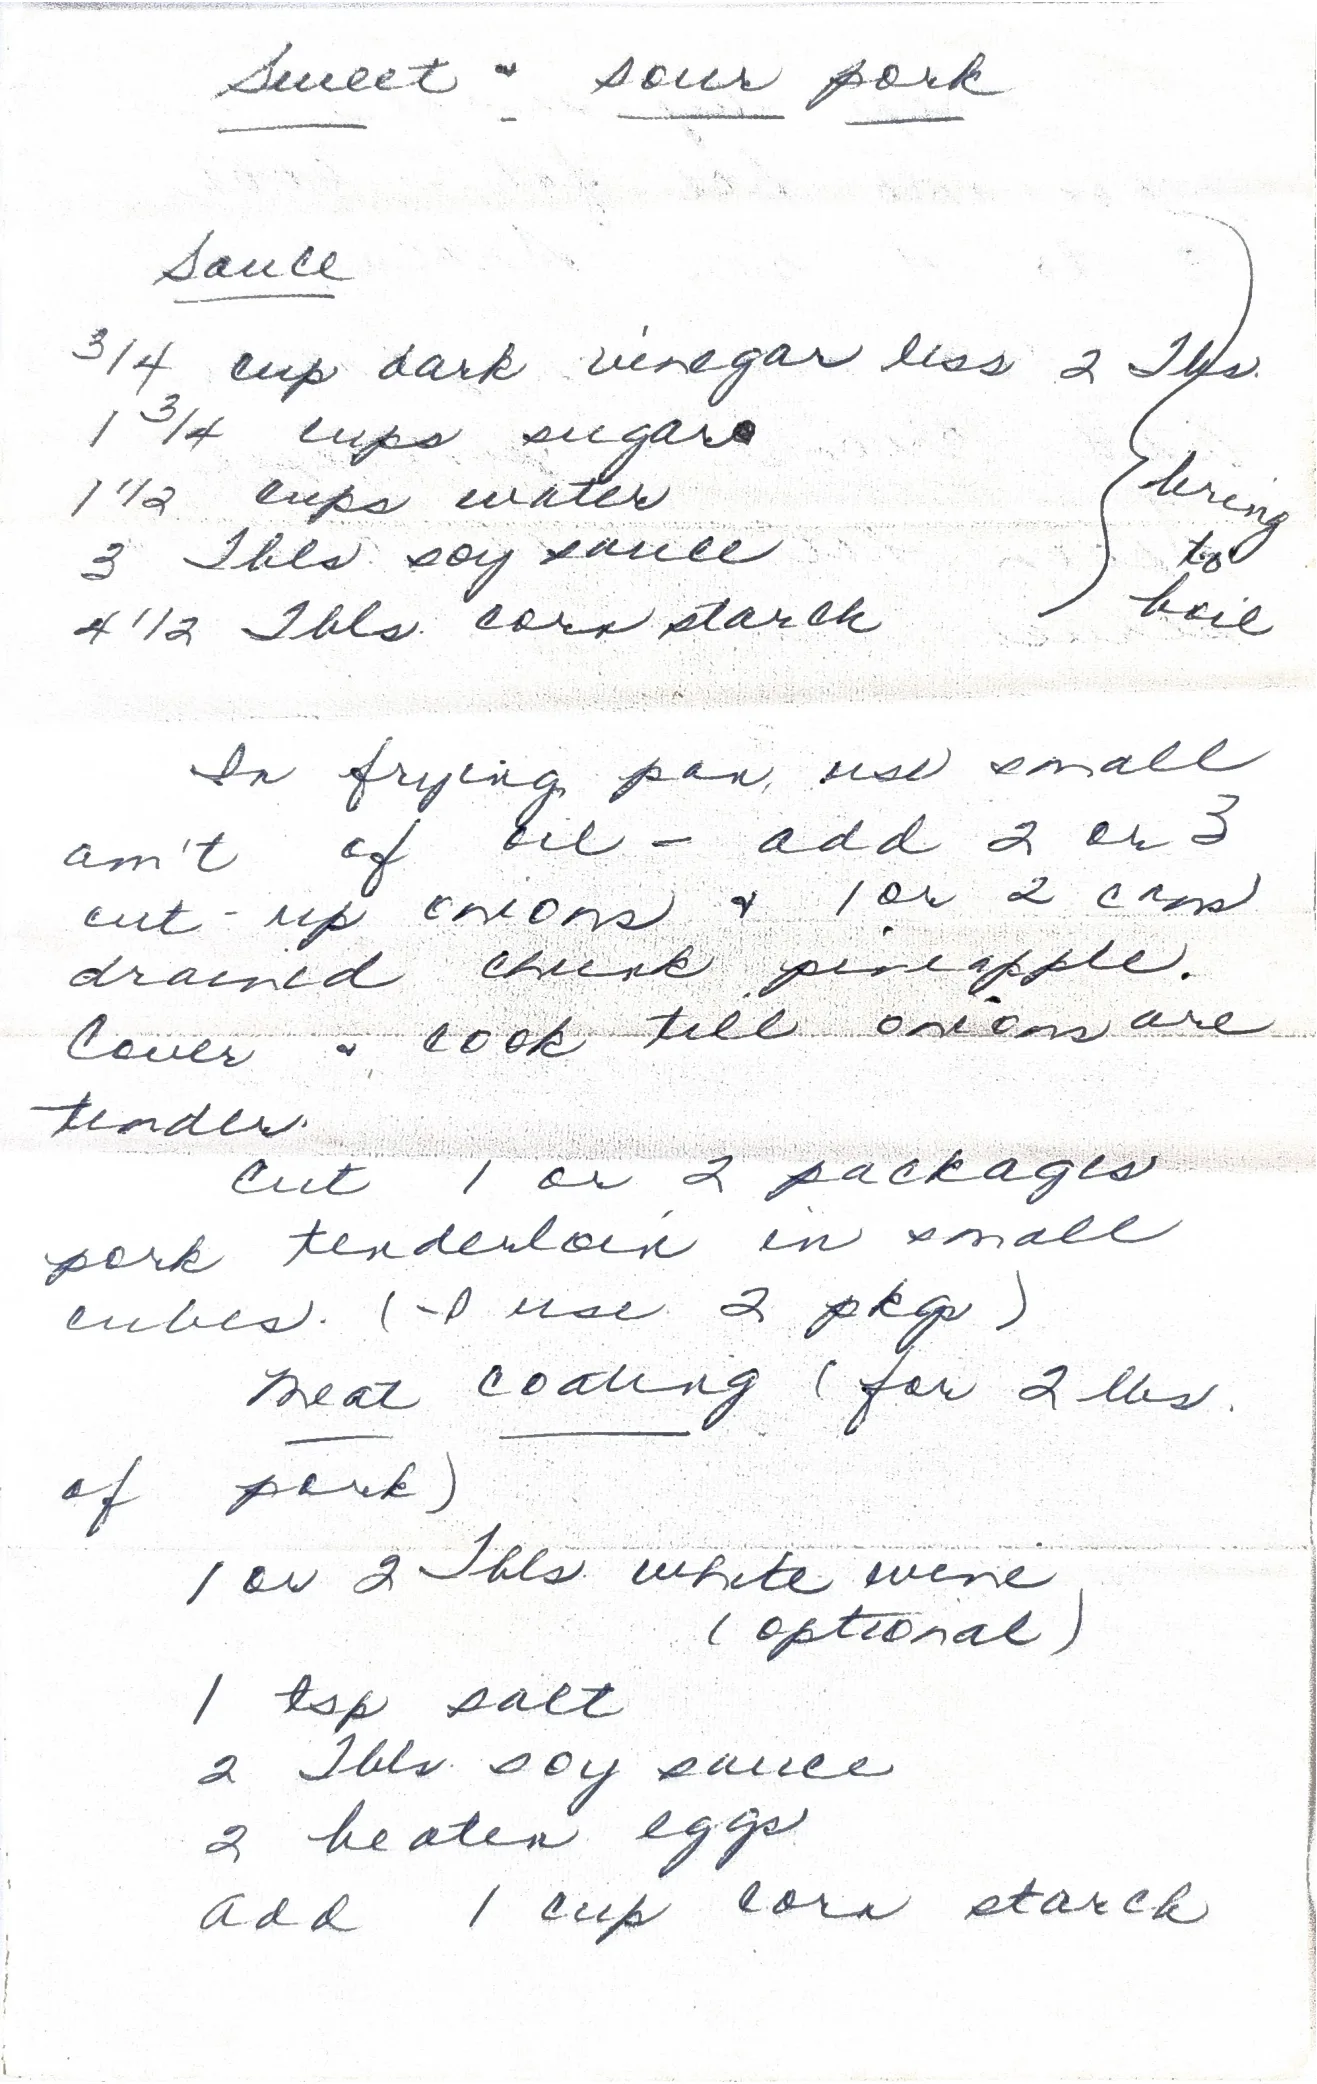 Sweet & sour pork
Sauce
3/4 cup dark vinegar less 2 Tbs.
1 3/4 cups sugar
1 1/2 cups water
3 Tbls. soy sauce
4 1/2 Tbls. corn starch
bring
to
boil
In frying pan, use small
am't of oil - add 2 or 3
cut-up onions & 1 or 2 cans
drained chunk pineapple.
Cover & cook till onions are
tender.
Cut 1 or 2 packages
pork tenderloin in small
cubes. (I use 2 pkgs)
Meat coating (for 2 lbs.
of pork)
1 or 2 Tbls. white wine
(optional)
1 tsp salt
2 Tbls. soy sauce
2 beaten eggs
add 1 cup corn starch